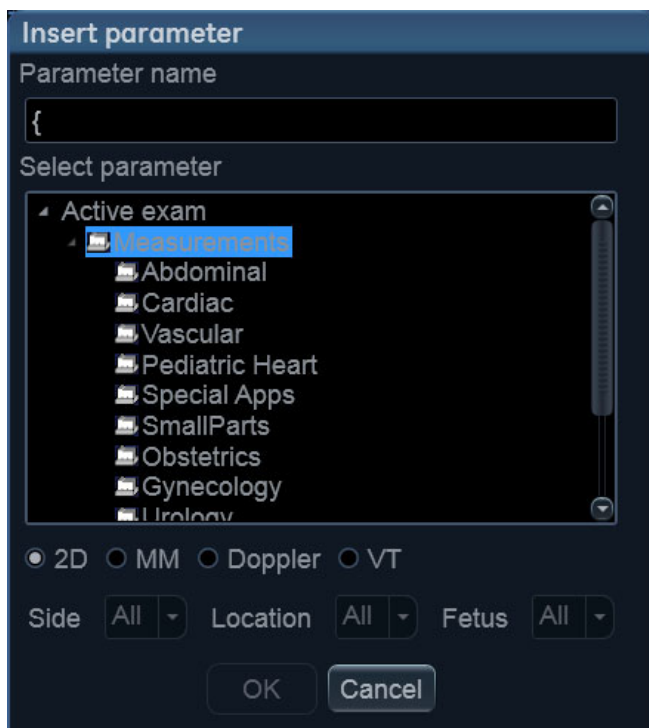 Insert parameter
Parameter name
{
Select parameter
Active exam
Measurements
Abdominal
Cardiac
Vascular
Pediatric Heart
Special Apps
SmallParts
Obstetrics
Gynecology
Urology
2D MM Doppler VT
Side All Location All Fetus All
OK Cancel